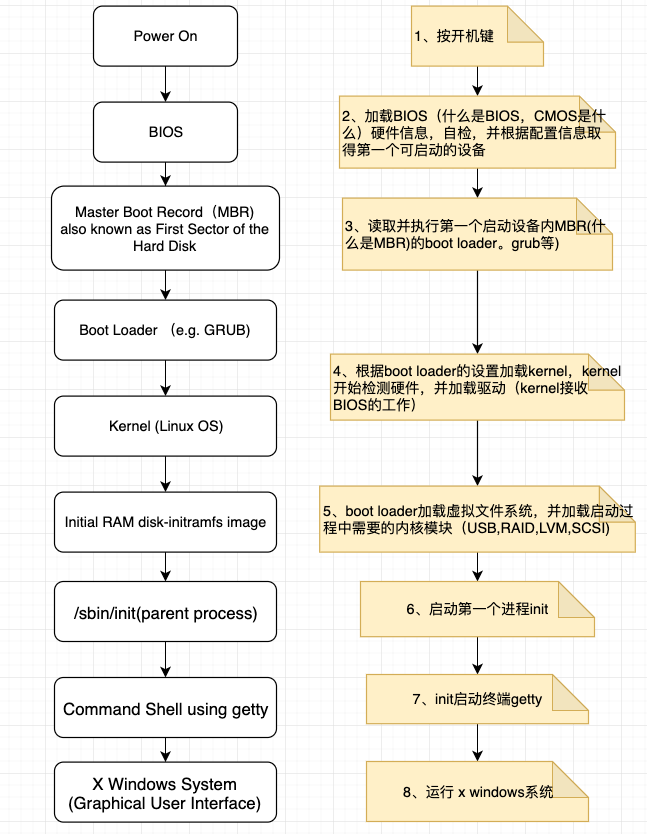 Power On
BIOS
Master Boot Record（MBR)
also known as First Sector of the
Hard Disk
Boot Loader （e.g. GRUB)
Kernel (Linux OS)
Initial RAM disk-initramfs image
/sbin/init(parent process)
Command Shell using getty
X Windows System
(Graphical User Interface)
1、按开机键
2、加载BIOS（什么是BIOS，CMOS是什
么）硬件信息，自检，并根据配置信息取
得第一个可启动的设备
3、读取并执行第一个启动设备内MBR(什
么是MBR)的boot loader。grub等)
4、根据boot loader的设置加载kernel，kernel
开始检测硬件，并加载驱动（kernel接收
BIOS的工作）
5、boot loader加载虚拟文件系统，并加载启动过
程中需要的内核模块（USB,RAID,LVM,SCSI)
6、启动第一个进程init
7、init启动终端getty
8、运行 x windows系统